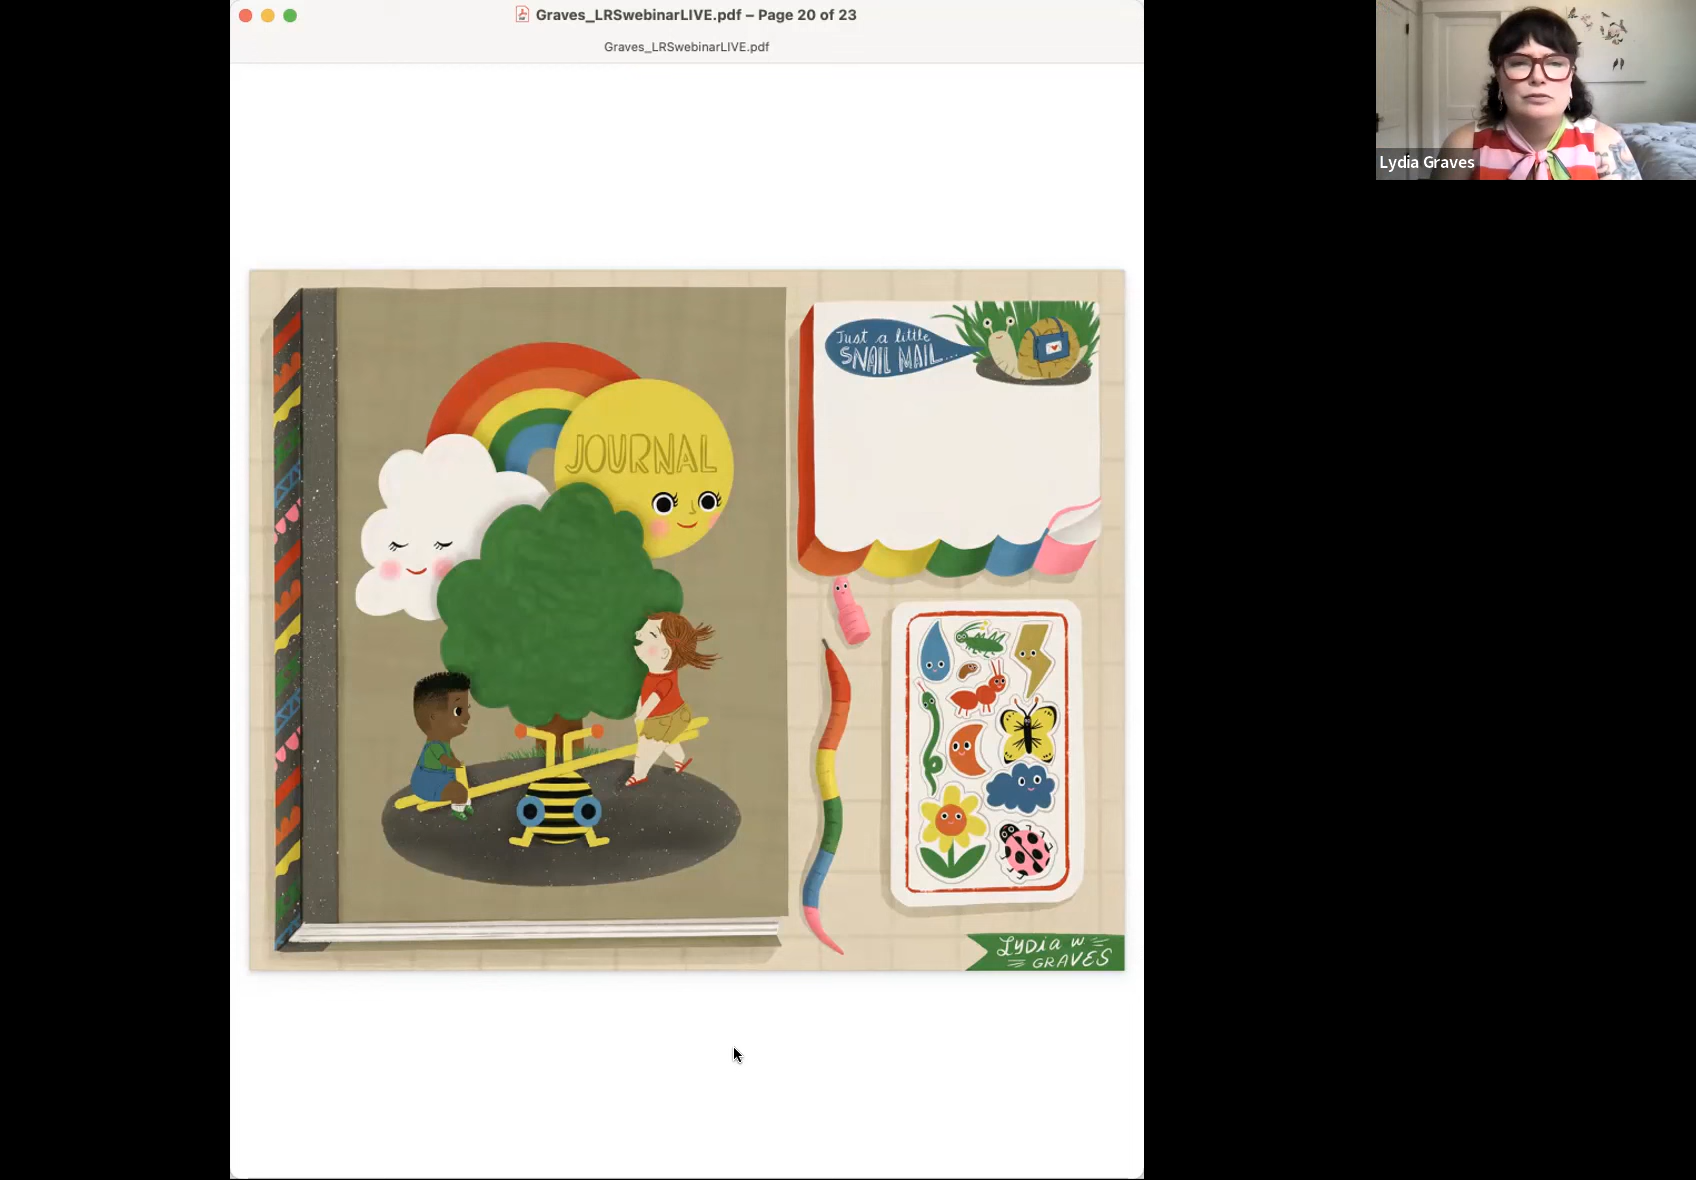 Graves_LRSwebinarLIVE.pdf – Page 20 of 23
Graves_LRSwebinarLIVE.pdf
Lydia Graves
JOURNAL
Just a little
SNAIL MAIL...
LYDiA W
GRAVES